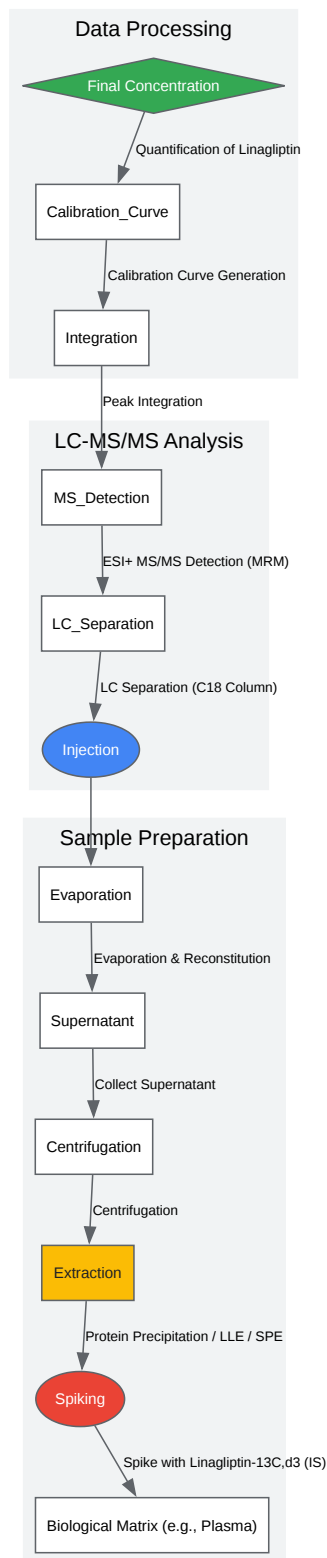 Data Processing
Final Concentration
Quantification of Linagliptin
Calibration_Curve
Calibration Curve Generation
Integration
Peak Integration
LC-MS/MS Analysis
MS_Detection
ESI+ MS/MS Detection (MRM)
LC_Separation
LC Separation (C18 Column)
Injection
Sample Preparation
Evaporation
Evaporation & Reconstitution
Supernatant
Collect Supernatant
Centrifugation
Centrifugation
Extraction
Protein Precipitation / LLE / SPE
Spiking
Spike with Linagliptin-13C,d3 (IS)
Biological Matrix (e.g., Plasma)